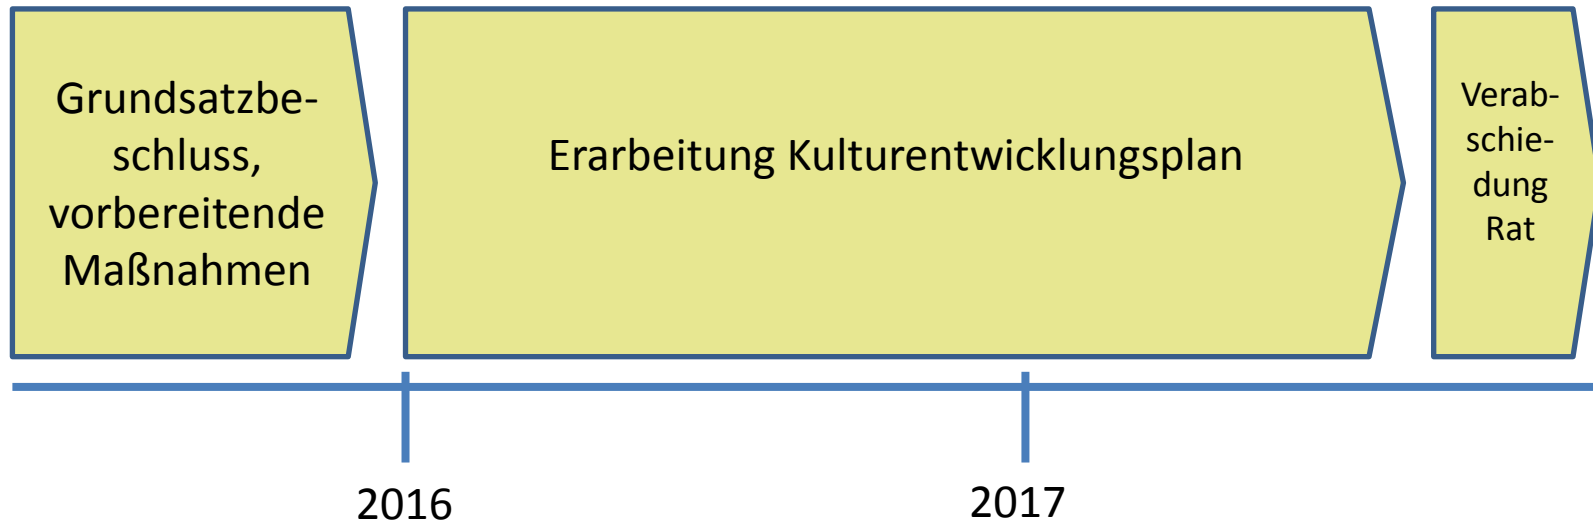 Grundsatzbe-
schluss,
vorbereitende
Maßnahmen
Erarbeitung Kulturentwicklungsplan
Verab-
schie-
dung
Rat
2016
2017